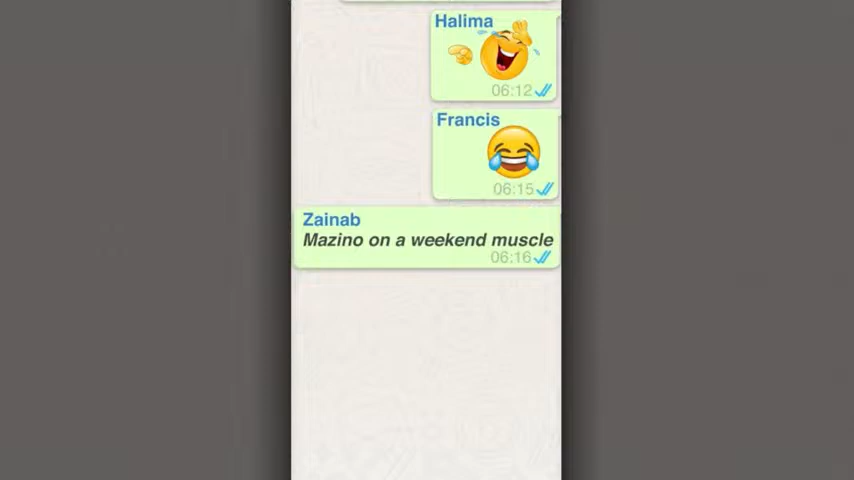 Halima
06:12
Francis
06:15
Zainab
Mazino on a weekend muscle
06:16